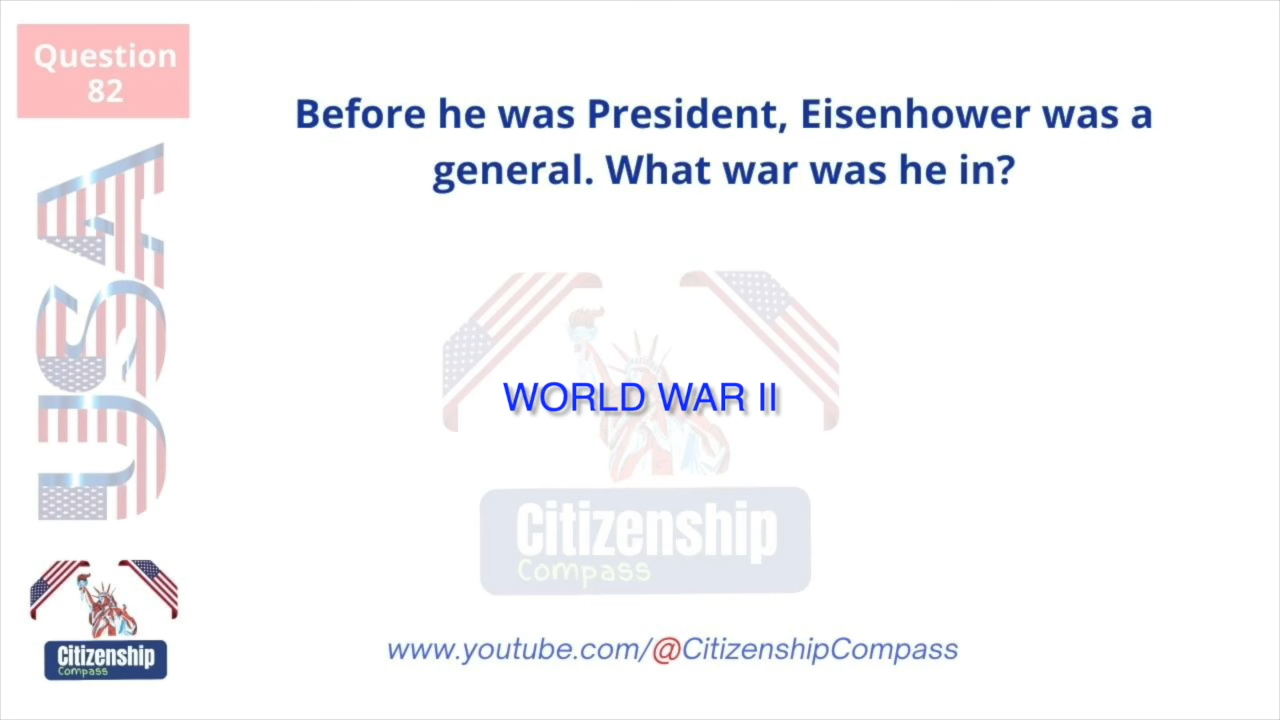 Question
82
Before he was President, Eisenhower was a
general. What war was he in?
USA
WORLD WAR II
Citizenship
Compass
Citizenship
Compass
www.youtube.com/@CitizenshipCompass